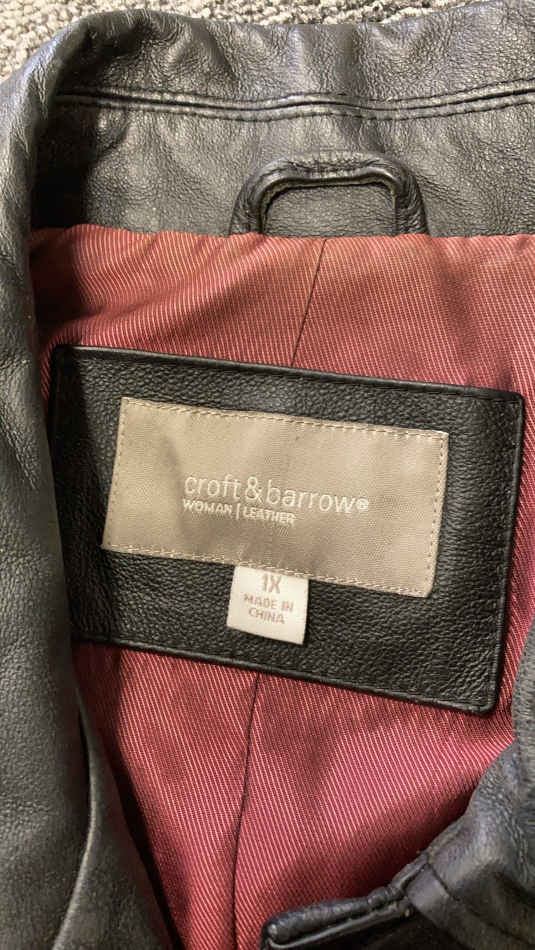 croft&barrow®
WOMAN | LEATHER
1X
MADE IN
CHINA